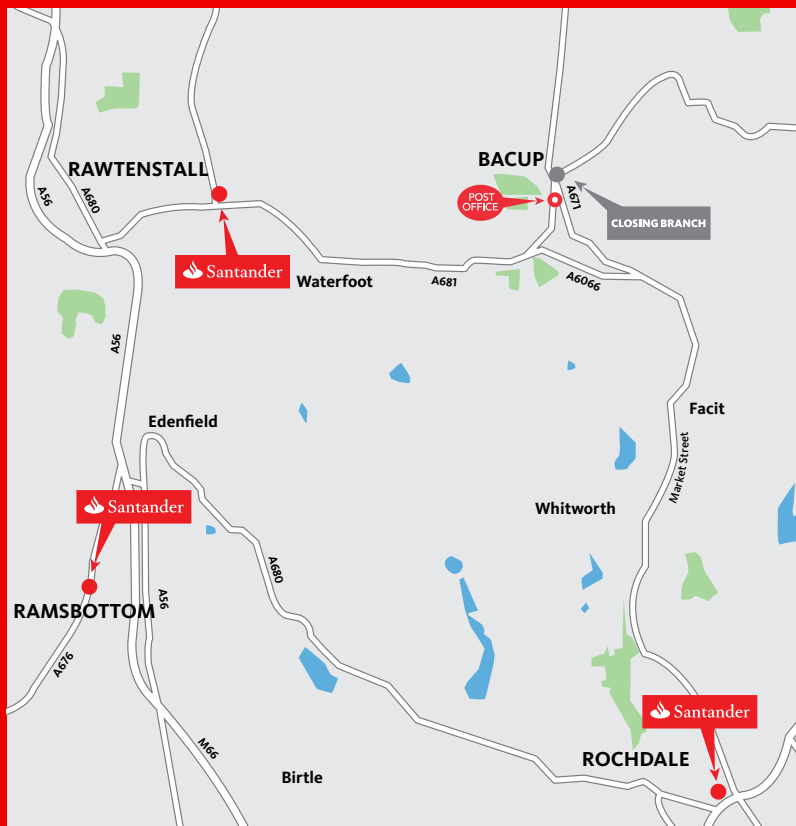 BACUP
RAWTENSTALL
A56
A680
POST
OFFICE
A671
CLOSING BRANCH
Santander
Waterfoot
A681
A6066
A56
Edenfield
Facit
Market Street
Santander
Whitworth
A680
A56
RAMSBOTTOM
A676
Santander
M66
ROCHDALE
Birtle